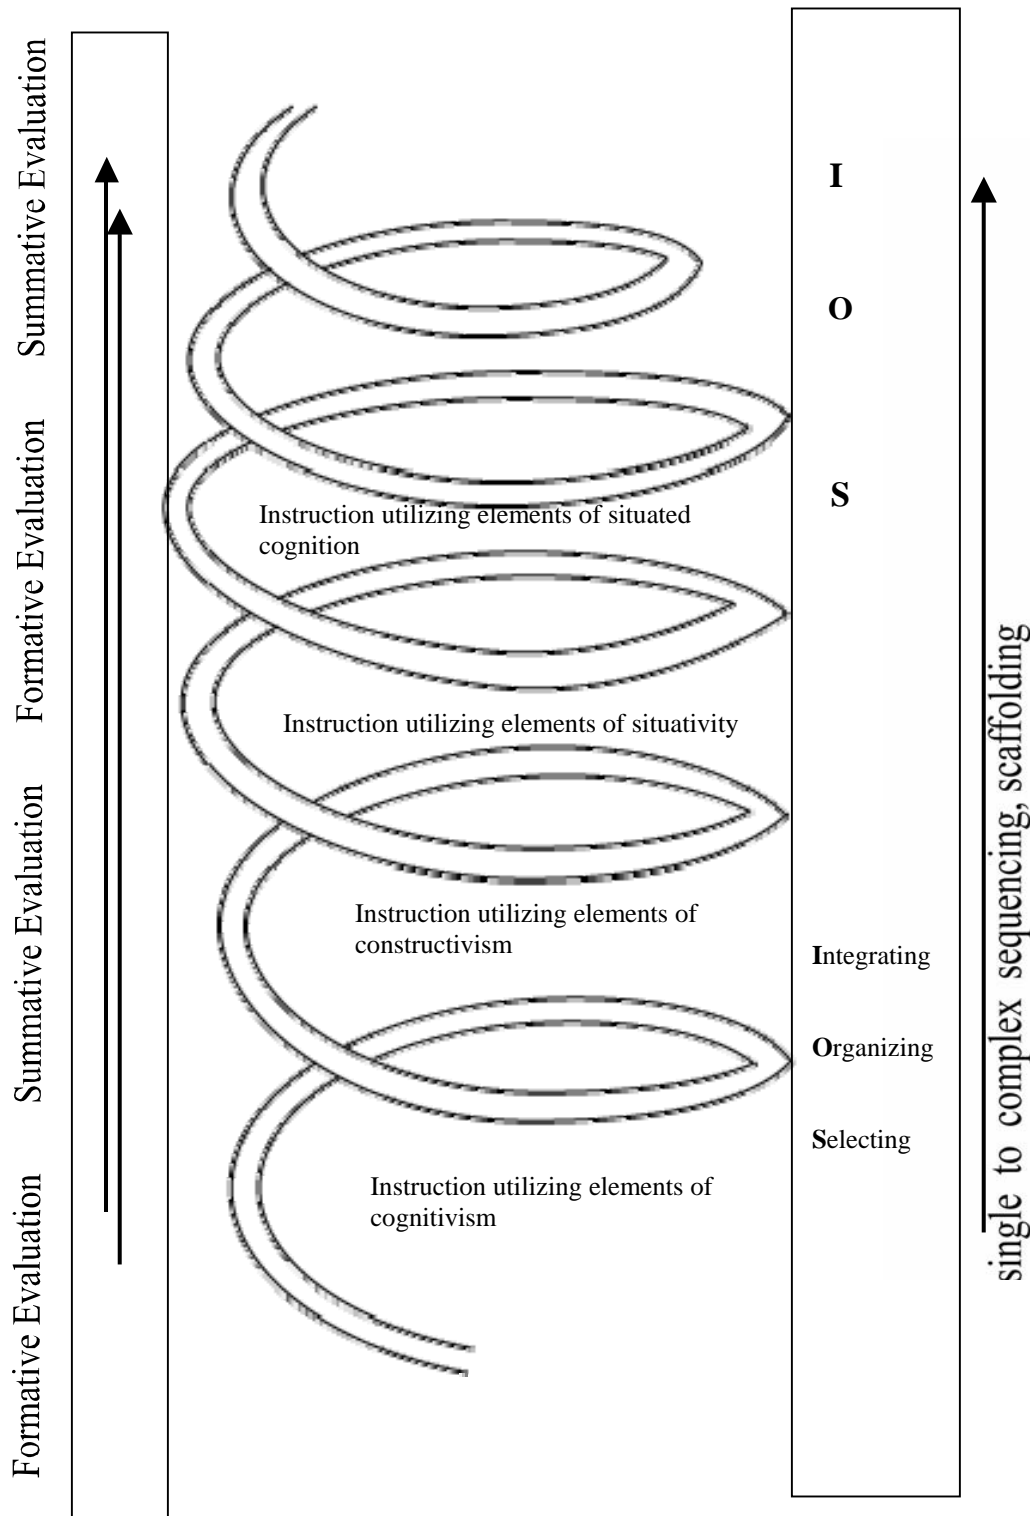 Summative Evaluation
Formative Evaluation
Summative Evaluation
Formative Evaluation
Instruction utilizing elements of situated
cognition
Instruction utilizing elements of situativity
Instruction utilizing elements of
constructivism
Instruction utilizing elements of
cognitivism
I
O
S
Integrating
Organizing
Selecting
single to complex sequencing, scaffolding